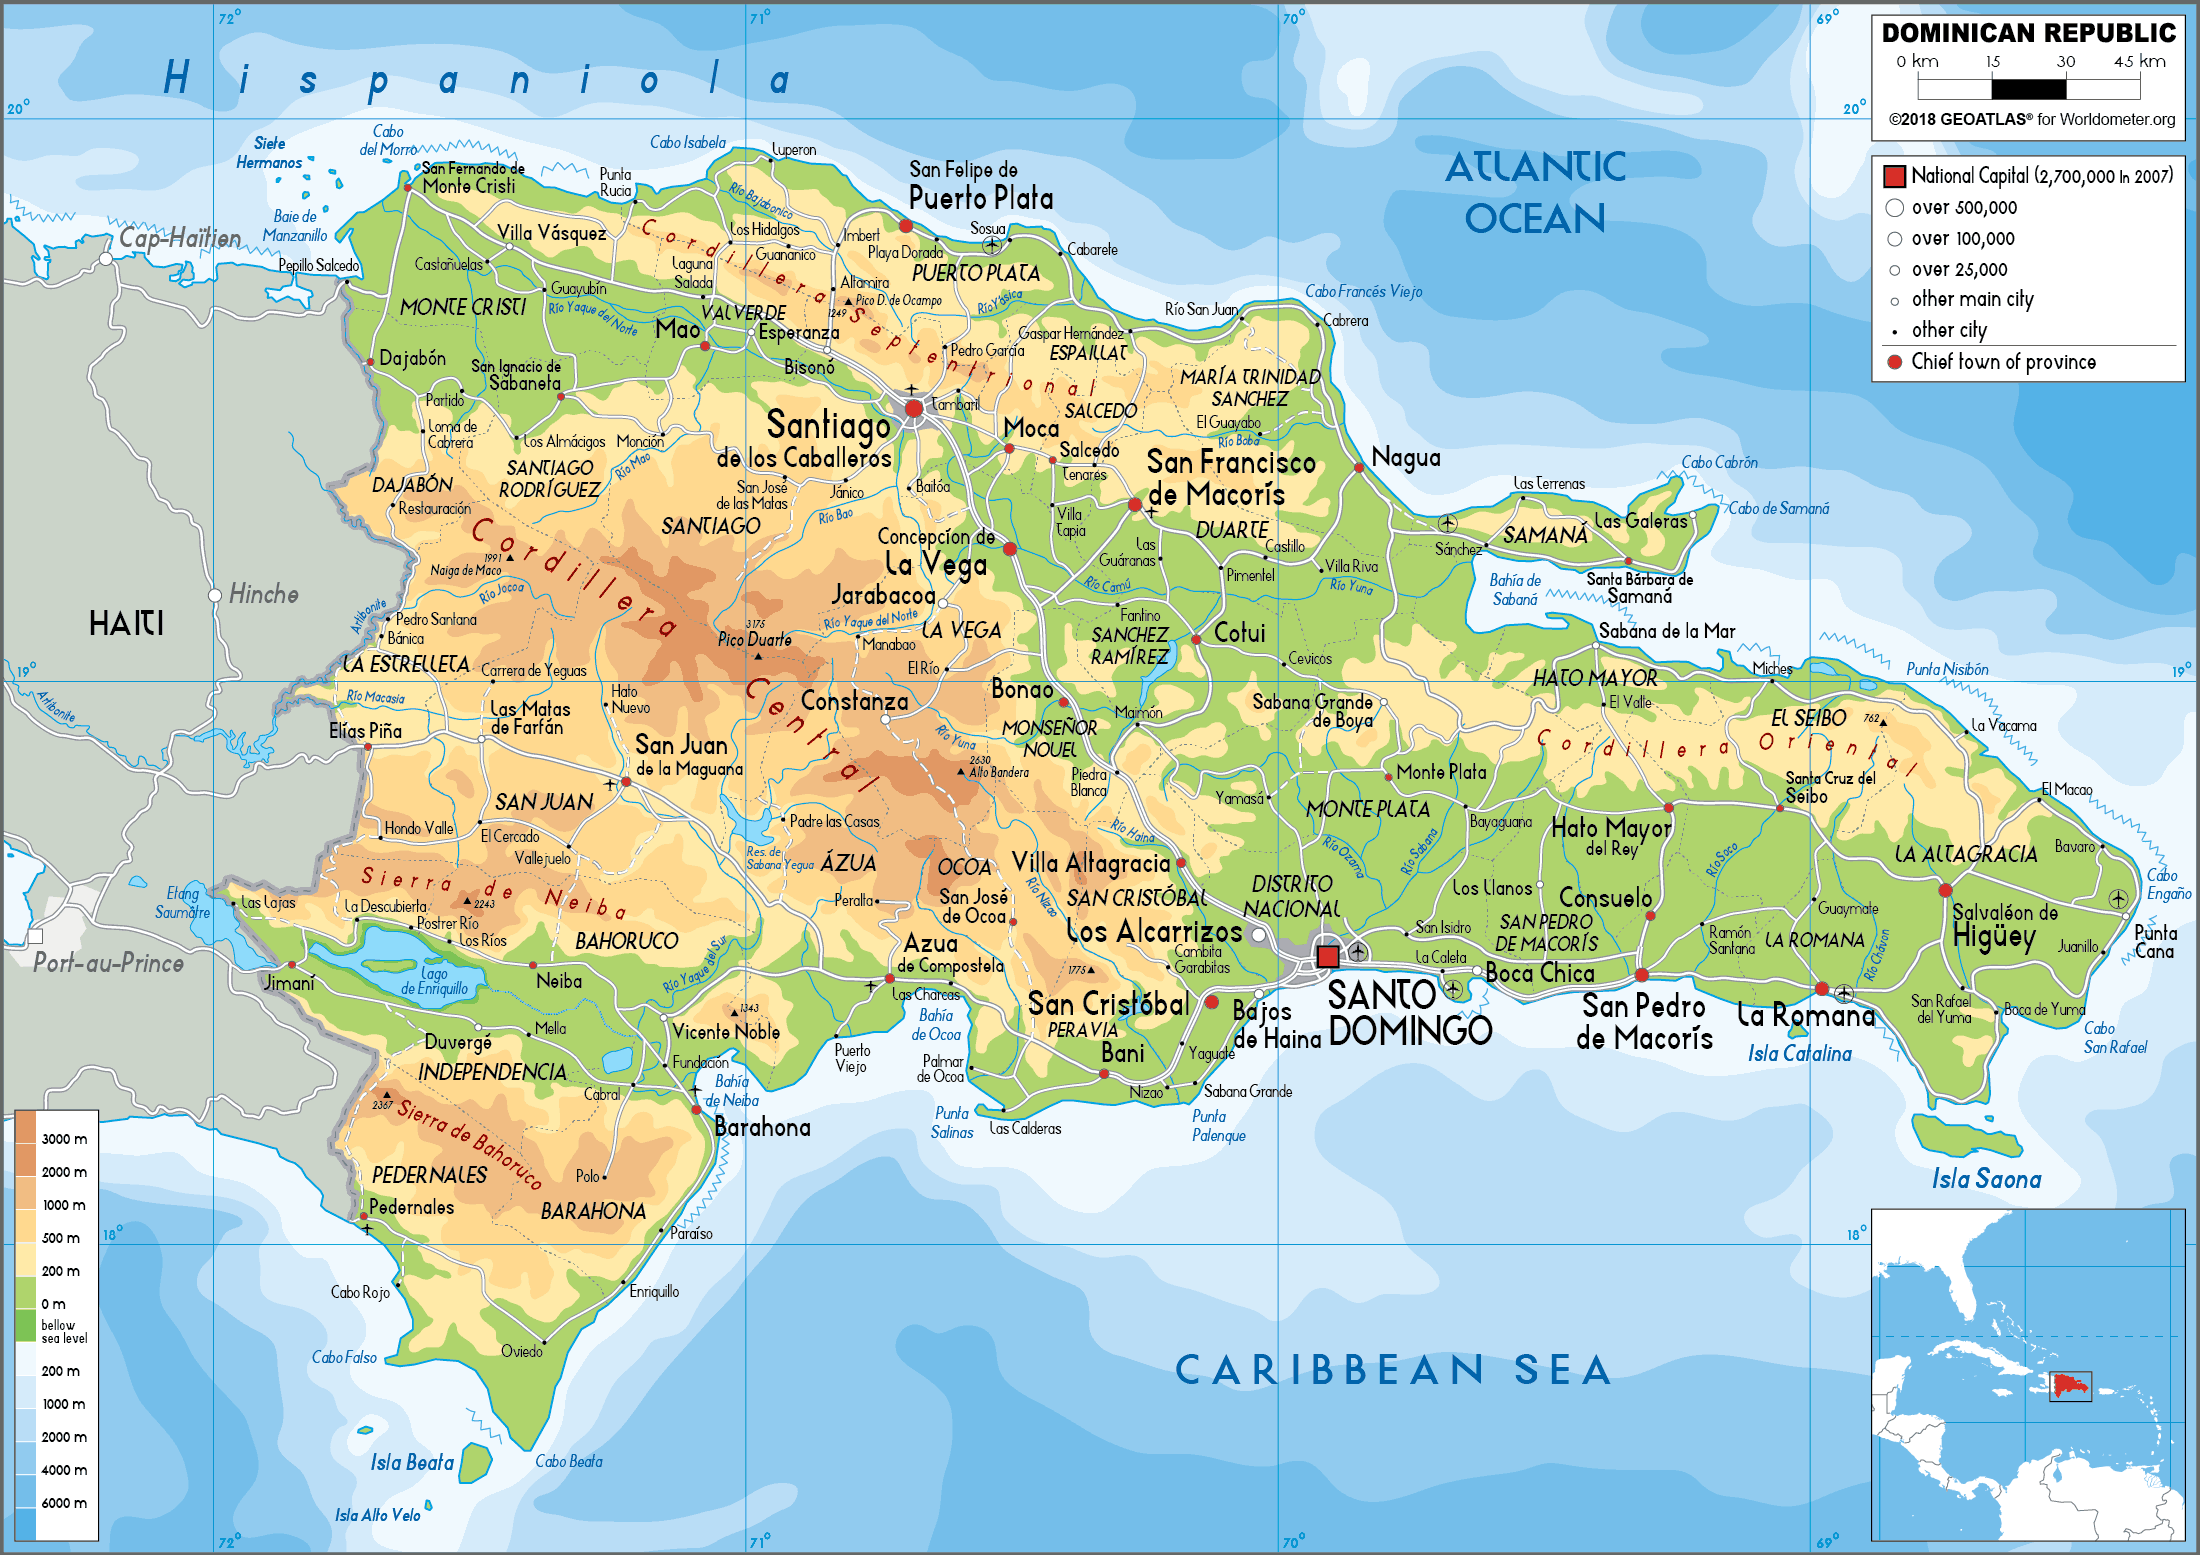 DOMINICAN REPUBLIC
0 km 15 30 45 km
©2018 GEOATLAS® for Worldometer.org
National Capital (2,700,000 In 2007)
over 500,000
over 100,000
over 25,000
other main city
other city
Chief town of province
72° 71° 70° 69°
20° 20°
19° 19°
18° 18°
72° 71° 70° 69°
Hispaniola
ATLANTIC
OCEAN
CARIBBEAN SEA
HAITI
Cap-Haïtien
Hinche
Port-au-Prince
Artibonite
Artibonite
Etang
Saumâtre
Siete
Hermanos
Cabo
del Morro
Baie de
Manzanillo
Pepillo Salcedo
San Fernando de
Monte Cristi
Punta
Rucia
Cabo Isabela
Luperon
Río Bajabonico
San Felipe de
Puerto Plata
Villa Vásquez
Castañuelas
Guayubín
MONTE CRISTI
Río Yaque del Norte
Los Hidalgos
Guananico
Laguna
Salada
Imbert
Playa Dorada
Sosua
Cabarete
PUERTO PLATA
Altamira
Pico D. de Ocampo
1249
Río Yasica
Cordillera Septentrional
VALVERDE
Mao
Esperanza
Bisonó
Dajabón
San Ignacio de
Sabaneta
Partido
Loma de
Cabrera
Los Almácigos
Monción
Río Mao
SANTIAGO
RODRÍGUEZ
DAJABÓN
Restauración
Pedro García
Gaspar Hernández
ESPAILLAT
Río San Juan
Cabo Francés Viejo
Cabrera
MARÍA TRINIDAD
SANCHEZ
SALCEDO
El Guayabo
Río Boba
Tambaril
Santiago
de los Caballeros
Moca
Salcedo
Tenarés
San Francisco
de Macorís
Nagua
San José
de las Matas
Jánico
Baitóa
Río Bao
SANTIAGO
Villa
Tapia
DUARTE
Las
Guáranas
Castillo
Pimentel
Villa Riva
Río Camú
Río Yuna
Las Terrenas
Cabo Cabrón
Cabo de Samaná
Las Galeras
SAMANÁ
Sánchez
Santa Bárbara de
Samaná
Bahía de
Sabaná
Concepcíon de
La Vega
Jarabacoa
Río Yaque del Norte
LA VEGA
Manabao
El Río
Constanza
Cordillera Central
1991
Naiga de Maco
Río Jocoa
3175
Pico Duarte
Pedro Santana
Bánica
LA ESTRELLETA
Río Macasia
Elías Piña
Carrera de Yeguas
Las Matas
de Farfán
Hato
Nuevo
San Juan
de la Maguana
SAN JUAN
Hondo Valle
El Cercado
Vallejuelo
Fantino
SANCHEZ
RAMÍREZ
Cotui
Cevicos
Bonao
Maimón
MONSEÑOR
NOUEL
Río Yuna
2630
Alto Bandera
Piedra
Blanca
Sabana Grande
de Boya
Sabana de la Mar
HATO MAYOR
El Valle
Miches
Punta Nisibón
EL SEIBO
762
La Vacama
Cordillera Oriental
Santa Cruz del
Seibo
El Macao
Bavaro
Cabo
Engaño
Monte Plata
Yamasá
MONTE PLATA
Bayaguana
Hato Mayor
del Rey
Río Ozama
Río Sabana
Río Soco
LA ALTAGRACIA
Río Haina
Padre las Casas
Res. de
Sabana Yegua
ÁZUA
OCOA
Villa Altagracia
SAN CRISTÓBAL
DISTRITO
NACIONAL
Los Llanos
Consuelo
Guaymate
Salvaléon de
Higüey
Punta
Cana
Juanillo
Sierra de Neiba
2243
Las Lajas
La Descubierta
Postrer Río
Los Ríos
BAHORUCO
Peralta
San José
de Ocoa
Río Nizao
Los Alcarrizos
San Isidro
SAN PEDRO
DE MACORÍS
Ramón
Santana
LA ROMANA
Río Chavón
Jimaní
Lago
de Enriquillo
Neiba
Río Yaque del Sur
Azua
de Compostela
Las Charcas
Cambita
Garabitas
1775
La Caleta
Boca Chica
San Cristóbal
Bajos
de Haina
SANTO
DOMINGO
San Pedro
de Macorís
La Romana
San Rafael
del Yuma
Boca de Yuma
Cabo
San Rafael
Isla Catalina
Isla Saona
Mella
Duvergé
INDEPENDENCIA
1343
Vicente Noble
Fundación
Cabral
Puerto
Viejo
Bahía
de Ocoa
Palmar
de Ocoa
PERAVIA
Bani
Yaguate
Nizao
Sabana Grande
Punta
Salinas
Las Calderas
Punta
Palenque
Bahía
de Neiba
Barahona
2367
Sierra de Bahoruco
PEDERNALES
Polo
BARAHONA
Pedernales
Paraíso
Cabo Rojo
Enriquillo
Cabo Falso
Oviedo
Isla Beata
Cabo Beata
Isla Alto Velo
3000 m
2000 m
1000 m
500 m
200 m
0 m
bellow
sea level
200 m
1000 m
2000 m
4000 m
6000 m